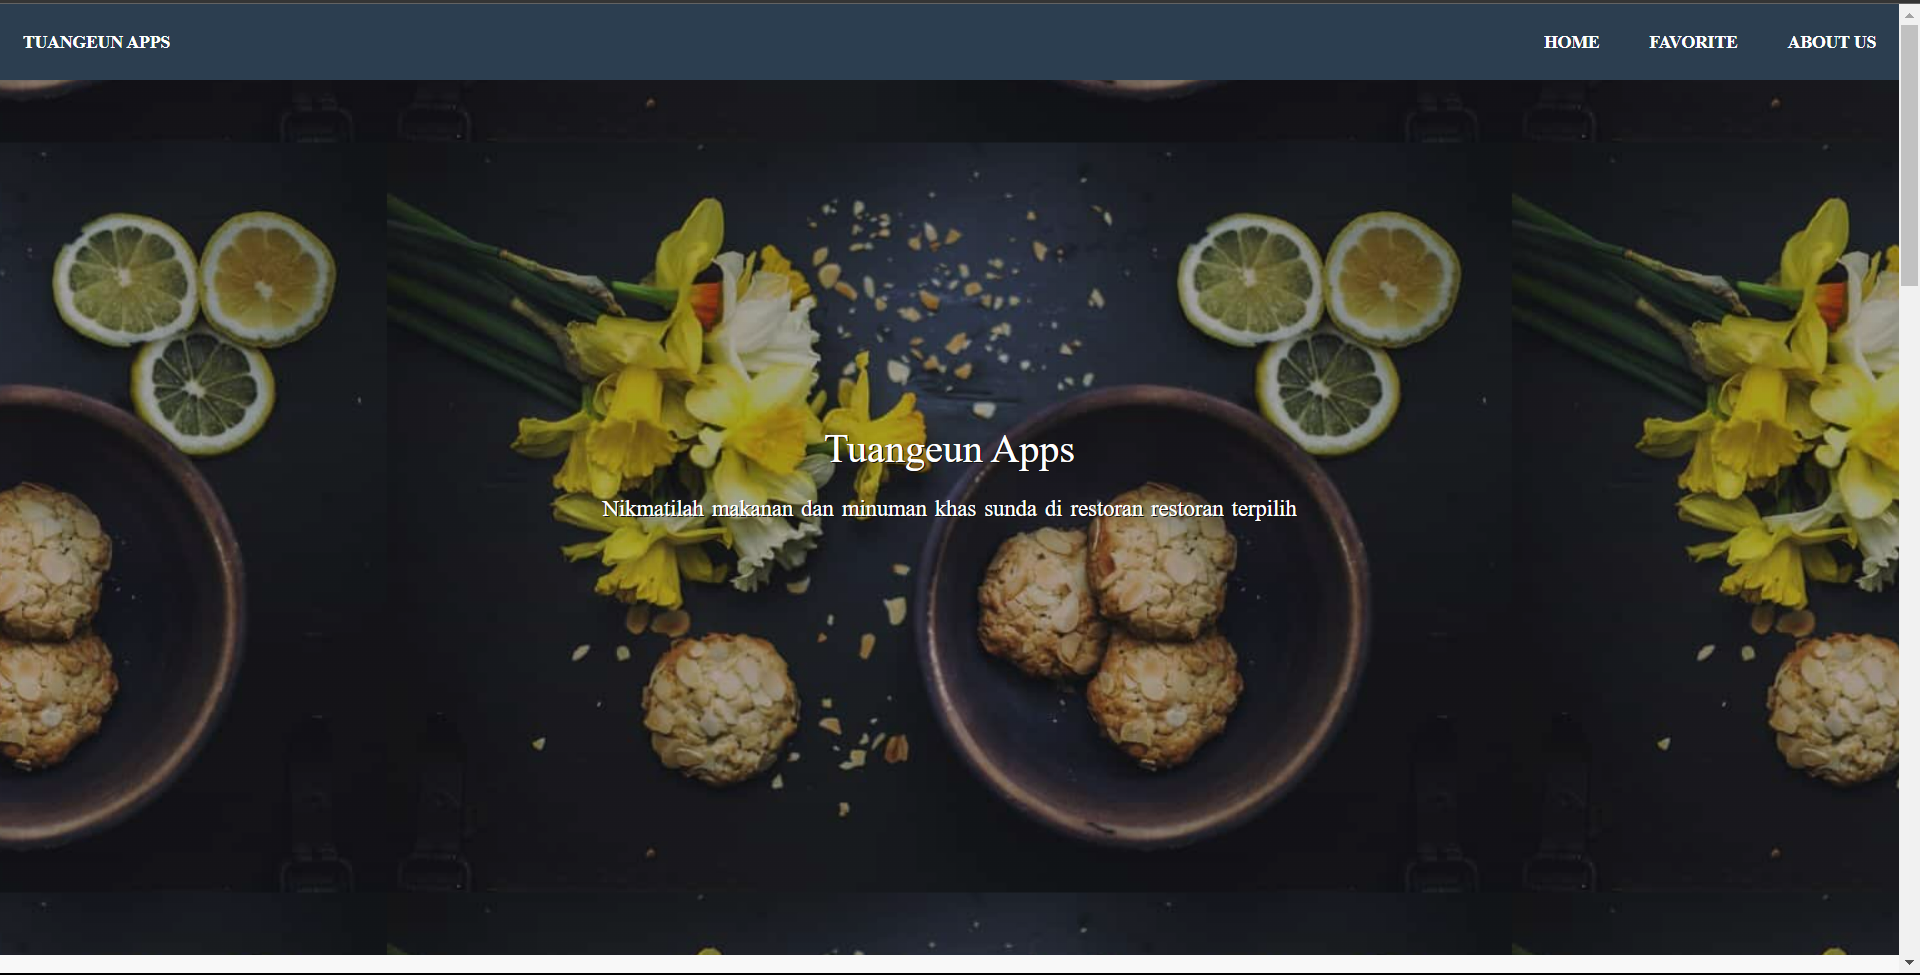 TUANGEUN APPS
HOME FAVORITE ABOUT US
Tuangeun Apps
Nikmatilah makanan dan minuman khas sunda di restoran restoran terpilih